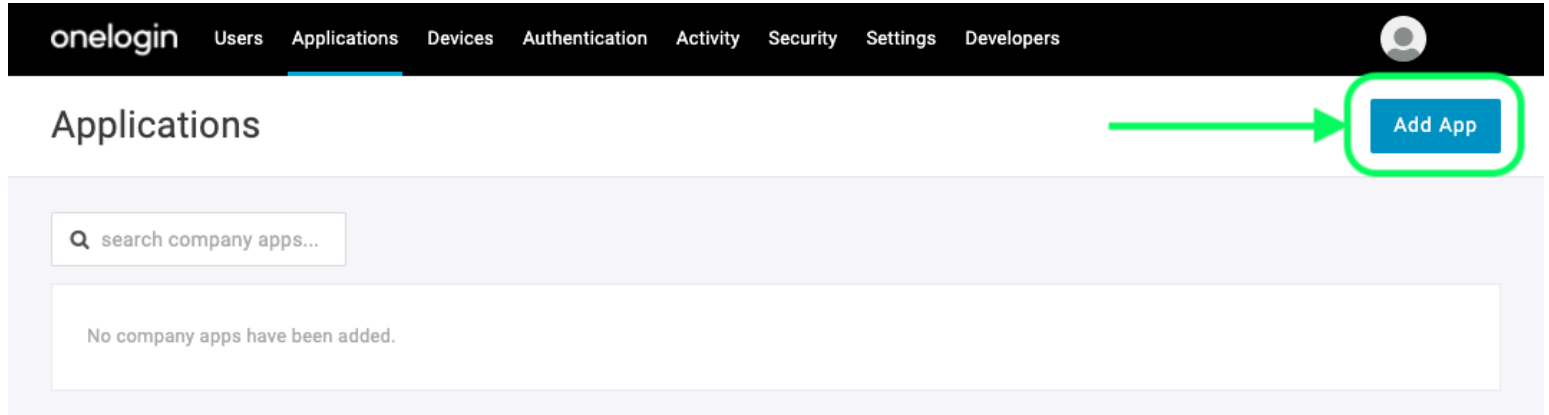 onelogin Users Applications Devices Authentication Activity Security Settings Developers
Applications
Add App
search company apps...
No company apps have been added.